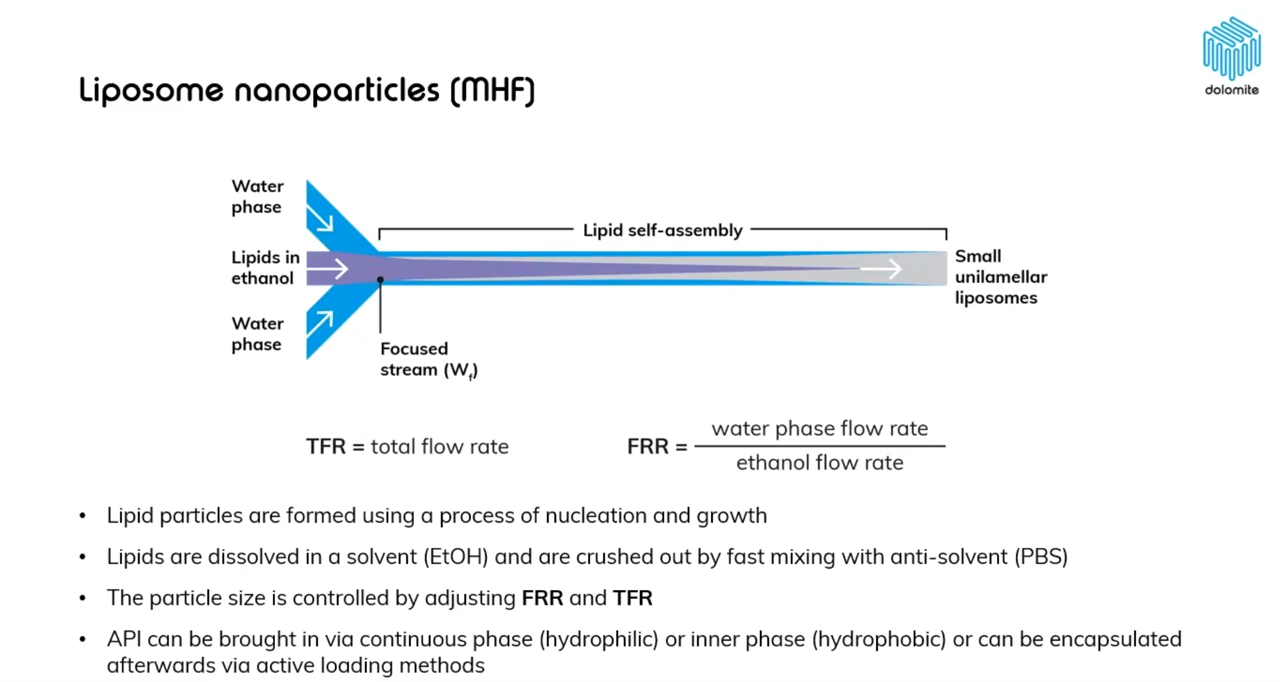 dolomite
Liposome nanoparticles (MHF)
Water
phase
Lipid self-assembly
Lipids in
ethanol
Small
unilamellar
liposomes
Water
phase
Focused
stream (Wf)
TFR = total flow rate
FRR = water phase flow rate
ethanol flow rate
• Lipid particles are formed using a process of nucleation and growth
• Lipids are dissolved in a solvent (EtOH) and are crushed out by fast mixing with anti-solvent (PBS)
• The particle size is controlled by adjusting FRR and TFR
• API can be brought in via continuous phase (hydrophilic) or inner phase (hydrophobic) or can be encapsulated
afterwards via active loading methods